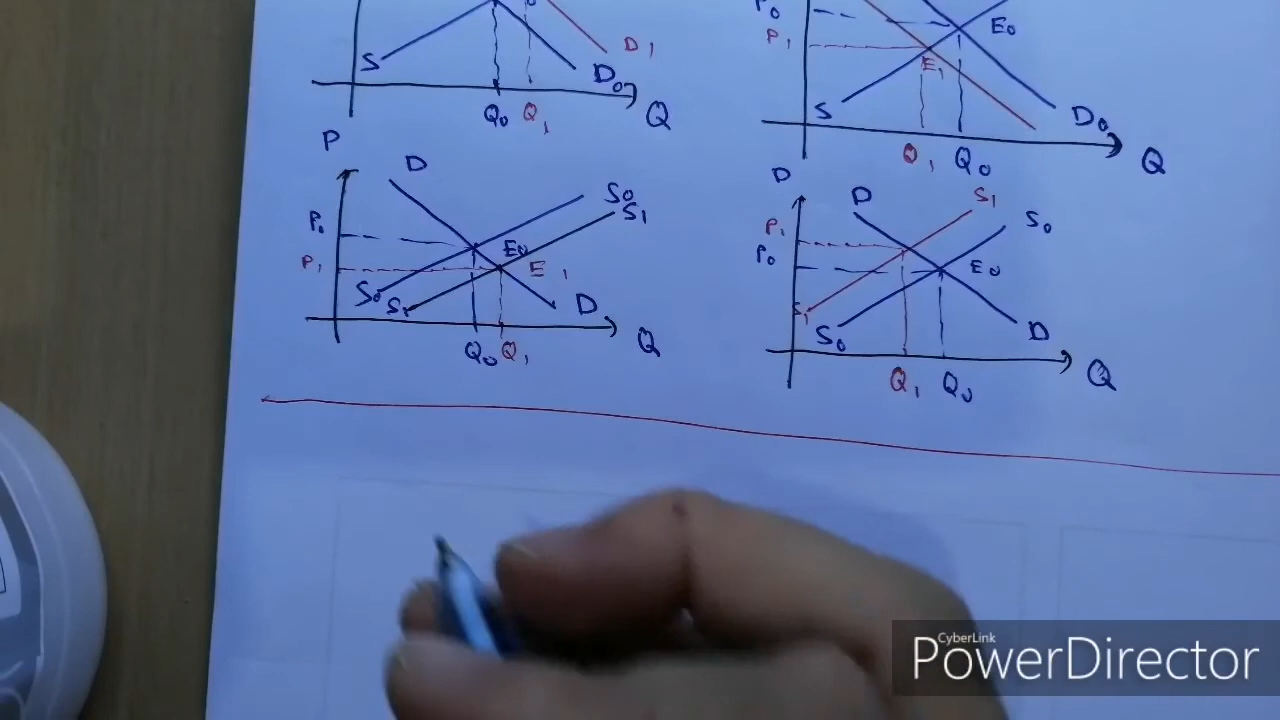 P₀ E₀
P₁ E₁
S D₁ D₀ S D₀
Q₀ Q₁ Q Q₁ Q₀ Q
P D
D S₀ S₁ D S₁ S₀
P₀ E₀ P₁
P₁ E₁ P₀ E₀
S₀ S₁ D S₁ S₀ D
Q₀ Q₁ Q Q₁ Q₀ Q
CyberLink
PowerDirector